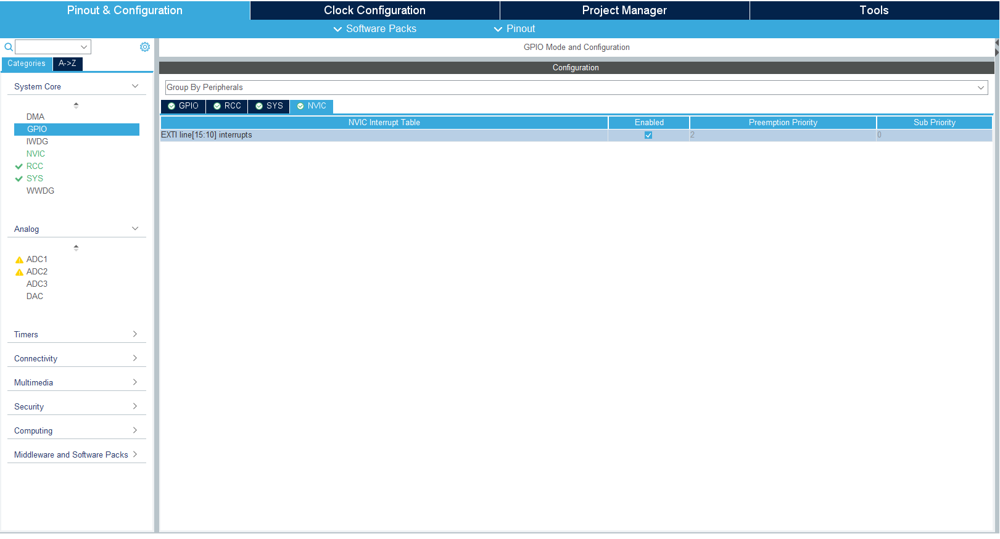 Pinout & Configuration
Clock Configuration
Project Manager
Tools
Software Packs
Pinout
GPIO Mode and Configuration
Categories
A->Z
Configuration
System Core
Group By Peripherals
GPIO
RCC
SYS
NVIC
NVIC Interrupt Table
Enabled
Preemption Priority
Sub Priority
EXTI line[15:10] interrupts
2
0
DMA
GPIO
IWDG
NVIC
RCC
SYS
WWDG
Analog
ADC1
ADC2
ADC3
DAC
Timers
Connectivity
Multimedia
Security
Computing
Middleware and Software Packs